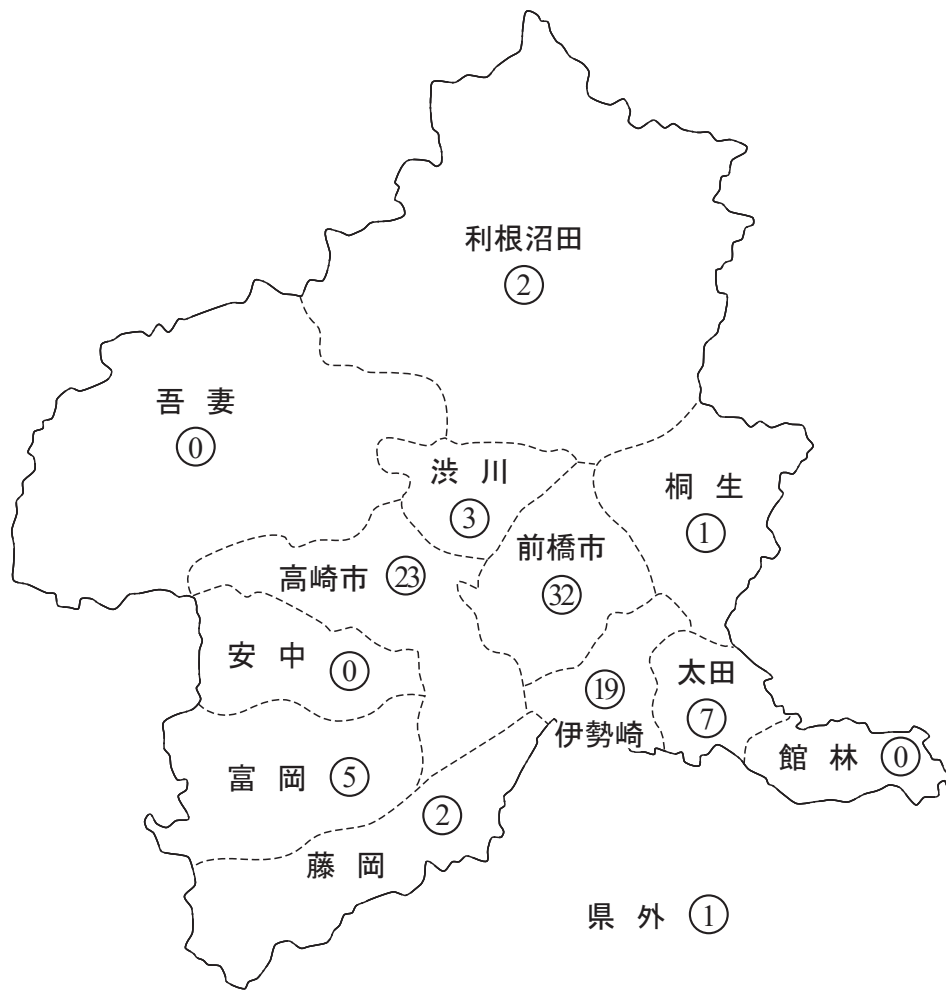 利根沼田
②
吾妻
⓪
渋川
③
桐生
①
前橋市
㉜
高崎市 ㉓
安中 ⓪
⑲
伊勢崎
太田
⑦
館林 ⓪
富岡 ⑤
②
藤岡
県外 ①